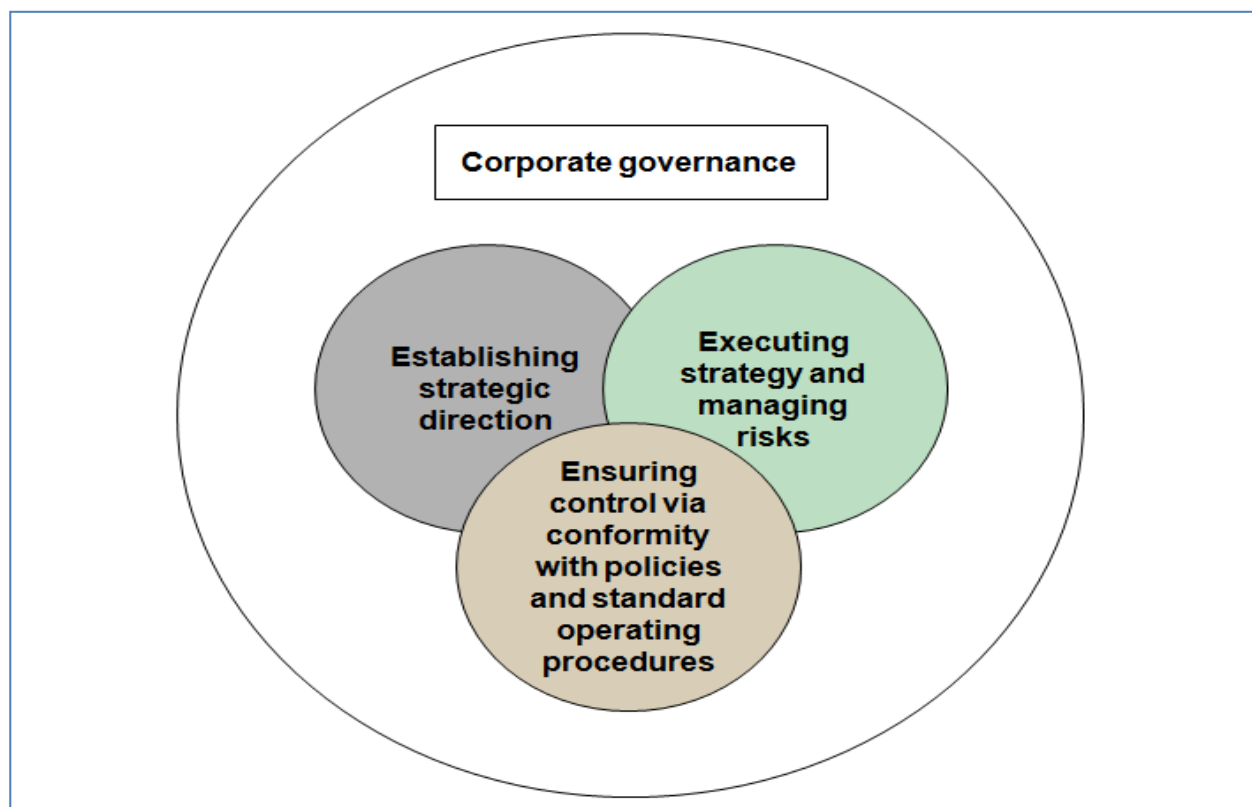 Corporate governance
Establishing
strategic
direction
Executing
strategy and
managing
risks
Ensuring
control via
conformity
with policies
and standard
operating
procedures